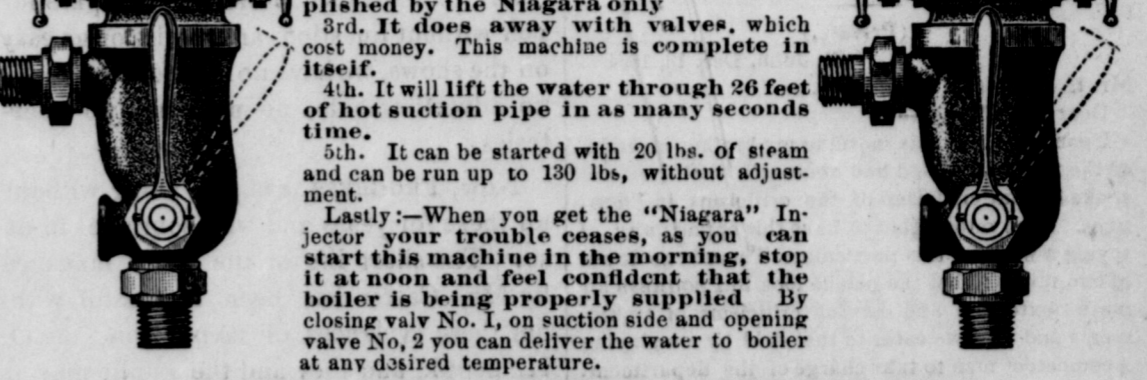 plished by the Niagara only
3rd. It does away with valves. which
cost money. This machine is complete in
itself.
4th. It will lift the water through 26 feet
of hot suction pipe in as many seconds
time.
5th. It can be started with 20 lbs. of steam
and can be run up to 130 lbs, without adjust-
ment.
Lastly:—When you get the "Niagara" In-
jector your trouble ceases, as you can
start this machine in the morning, stop
it at noon and feel confident that the
boiler is being properly supplied By
closing valv No. I, on suction side and opening
valve No, 2 you can deliver the water to boiler
at any desired temperature.